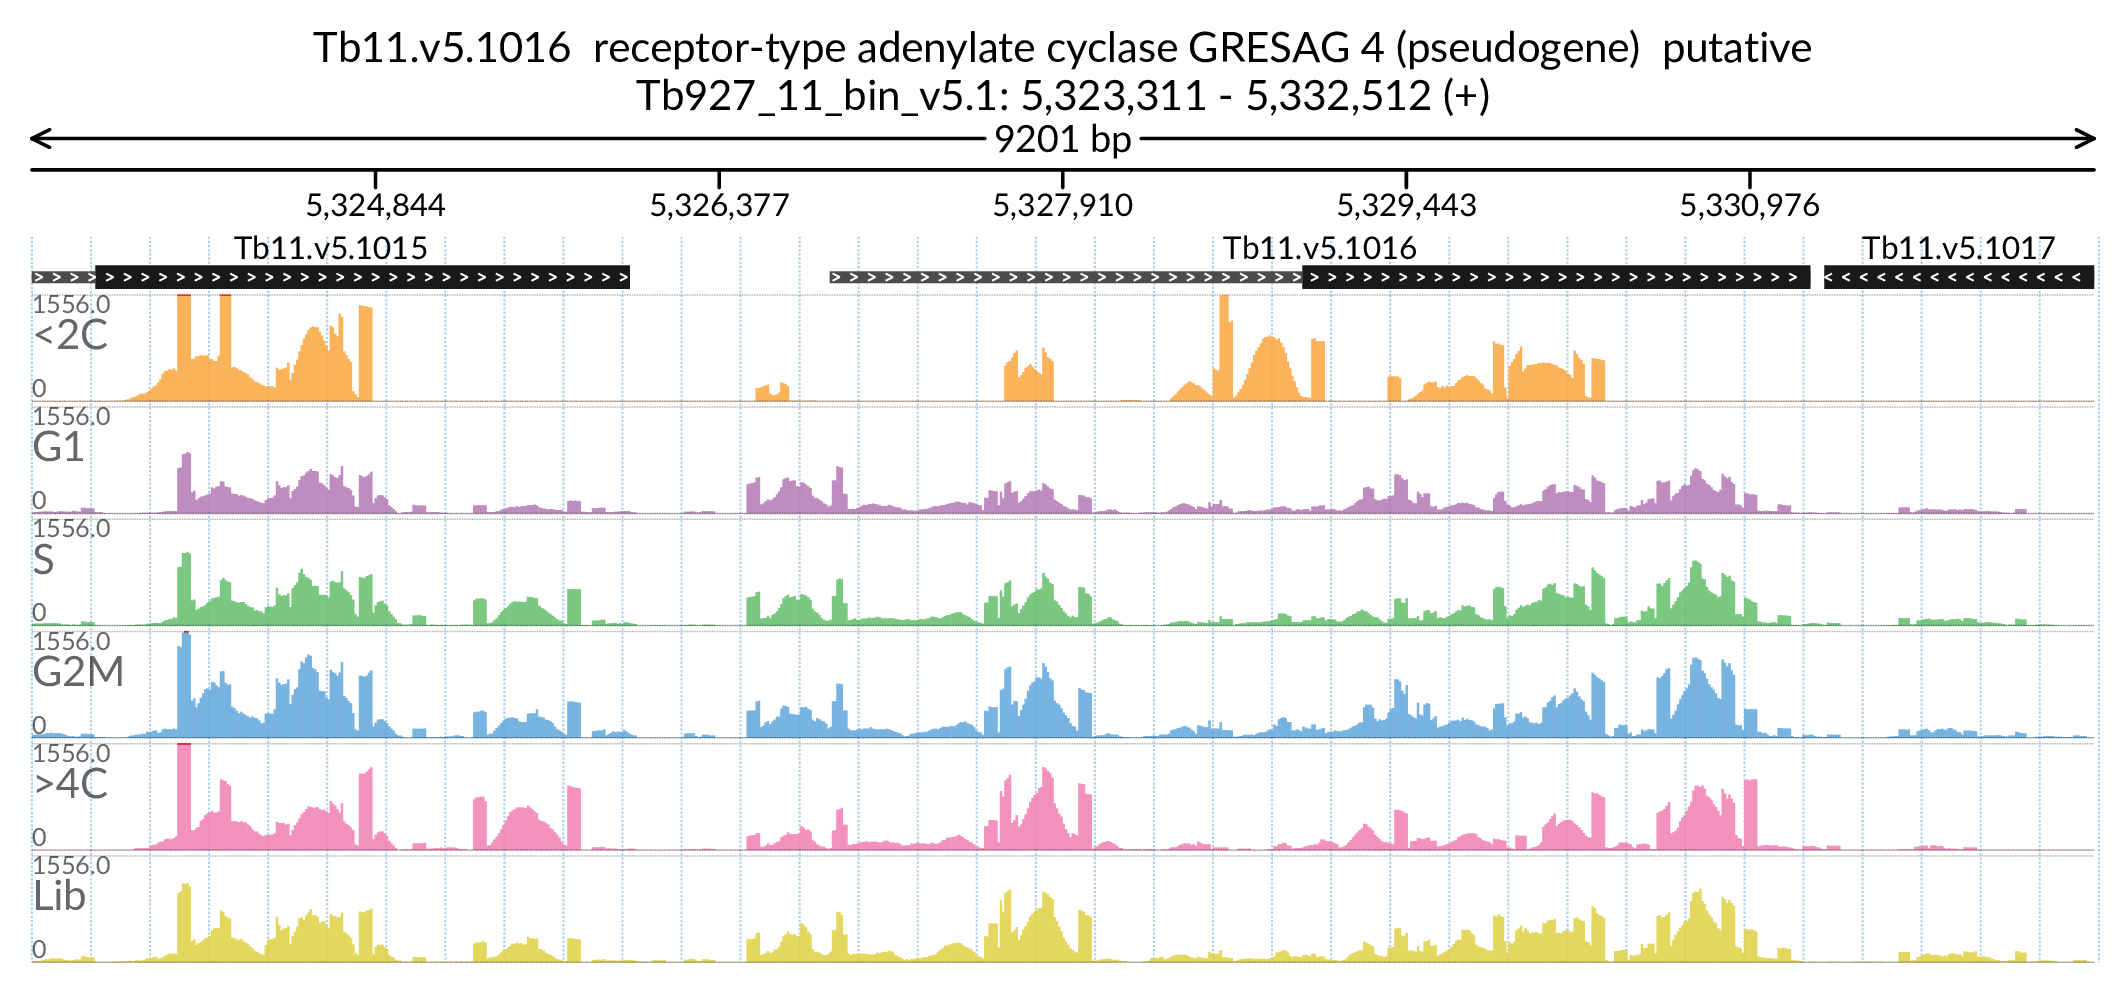 Tb11.v5.1016  receptor-type adenylate cyclase GRESAG 4 (pseudogene)  putative
Tb927_11_bin_v5.1: 5,323,311 - 5,332,512 (+)
9201 bp
5,324,844 5,326,377 5,327,910 5,329,443 5,330,976
Tb11.v5.1015 Tb11.v5.1016 Tb11.v5.1017
1556.0
<2C
0
1556.0
G1
0
1556.0
S
0
1556.0
G2M
0
1556.0
>4C
0
1556.0
Lib
0